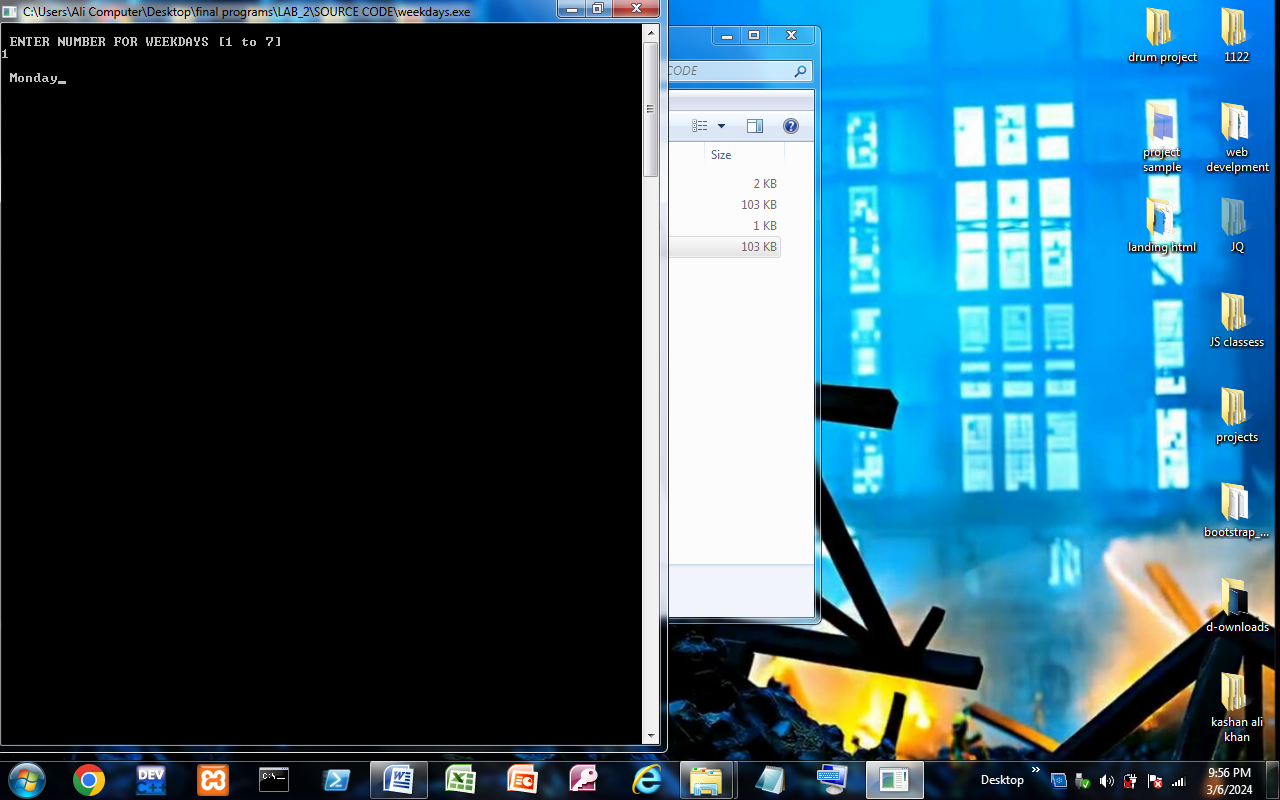 C:\Users\Ali Computer\Desktop\final programs\LAB_2\SOURCE CODE\weekdays.exe
ENTER NUMBER FOR WEEKDAYS [1 to 7]
1
Monday_
CODE
Size
2 KB
103 KB
1 KB
103 KB
drum project
1122
project
sample
web
develpment
landing html
JQ
JS classess
projects
bootstrap_...
d-ownloads
kashan ali
khan
DEV
C:\_
Desktop
»
9:56 PM
3/6/2024